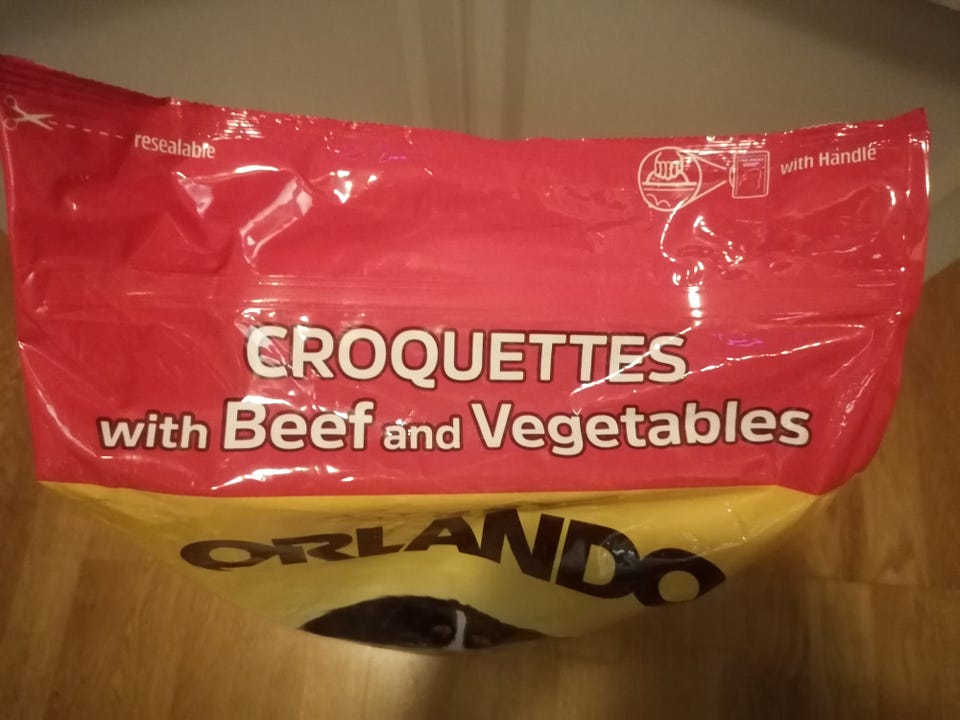 resealable
with Handle
CROQUETTES
with Beef and Vegetables
ORLANDO